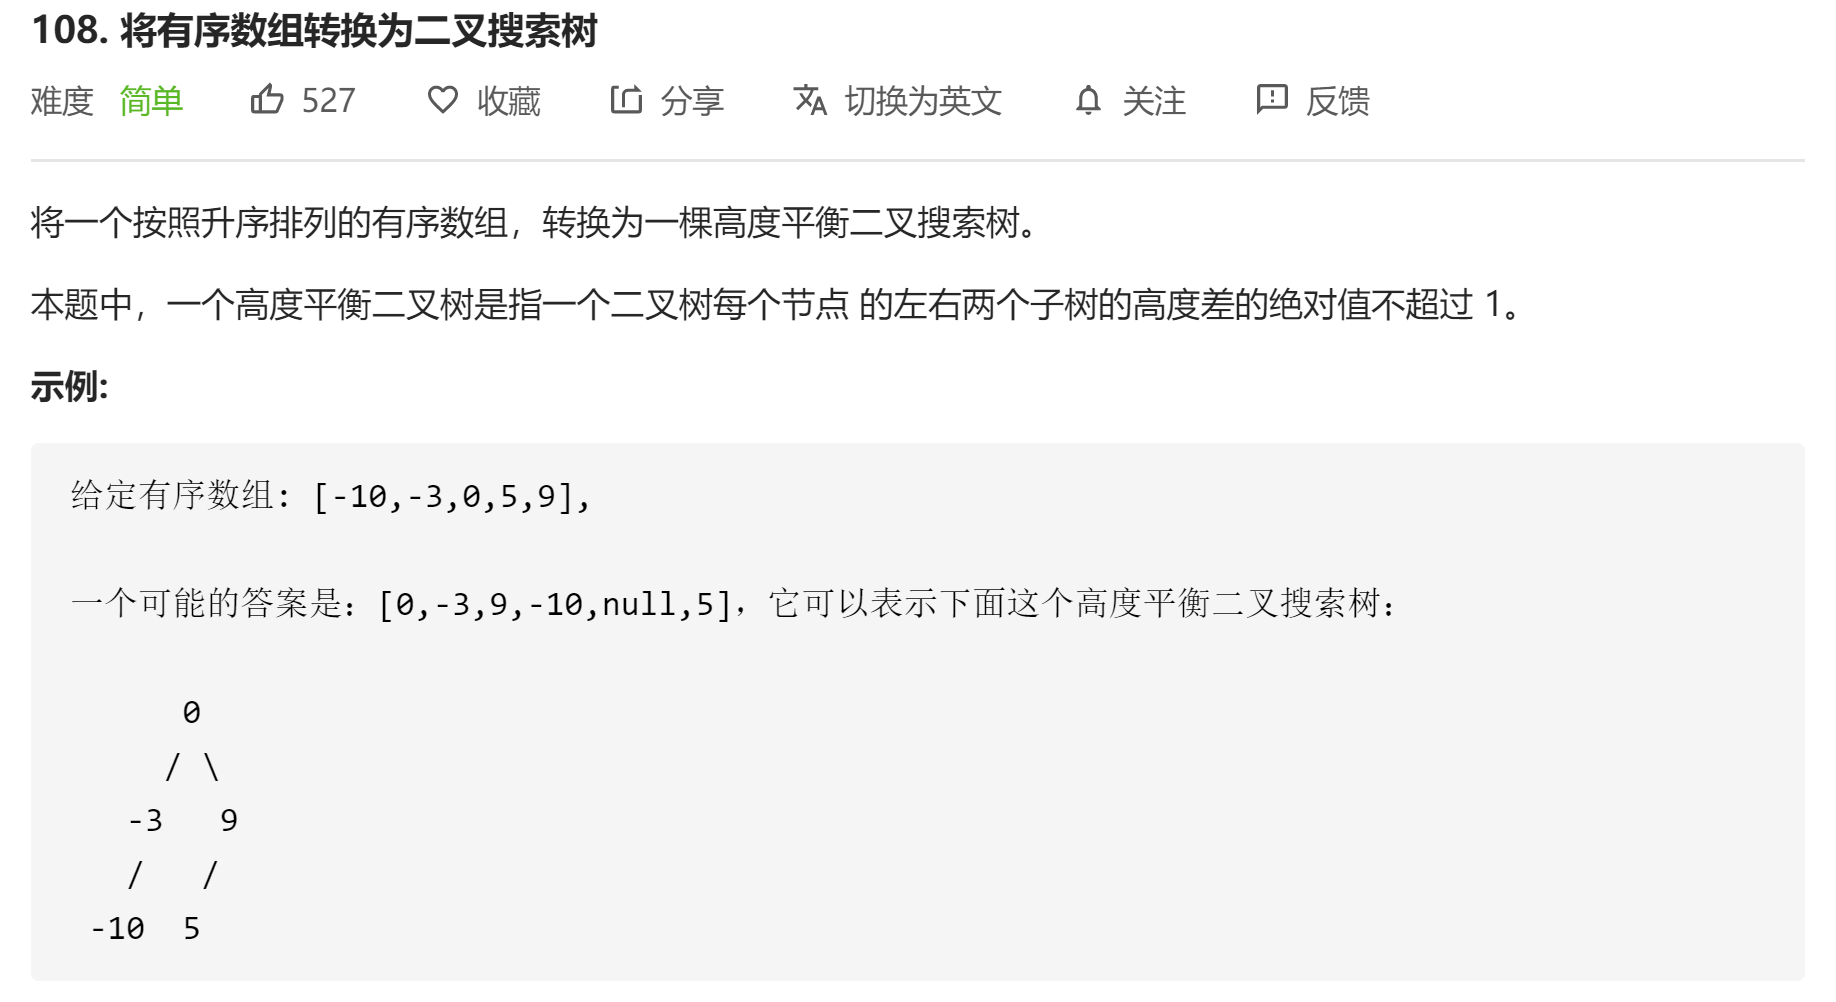 108. 将有序数组转换为二叉搜索树
难度 简单 527 收藏 分享 切换为英文 关注 反馈
将一个按照升序排列的有序数组，转换为一棵高度平衡二叉搜索树。
本题中，一个高度平衡二叉树是指一个二叉树每个节点 的左右两个子树的高度差的绝对值不超过 1。
示例:
给定有序数组: [-10,-3,0,5,9],
一个可能的答案是：[0,-3,9,-10,null,5]，它可以表示下面这个高度平衡二叉搜索树：
0
/ \
-3 9
/ /
-10 5